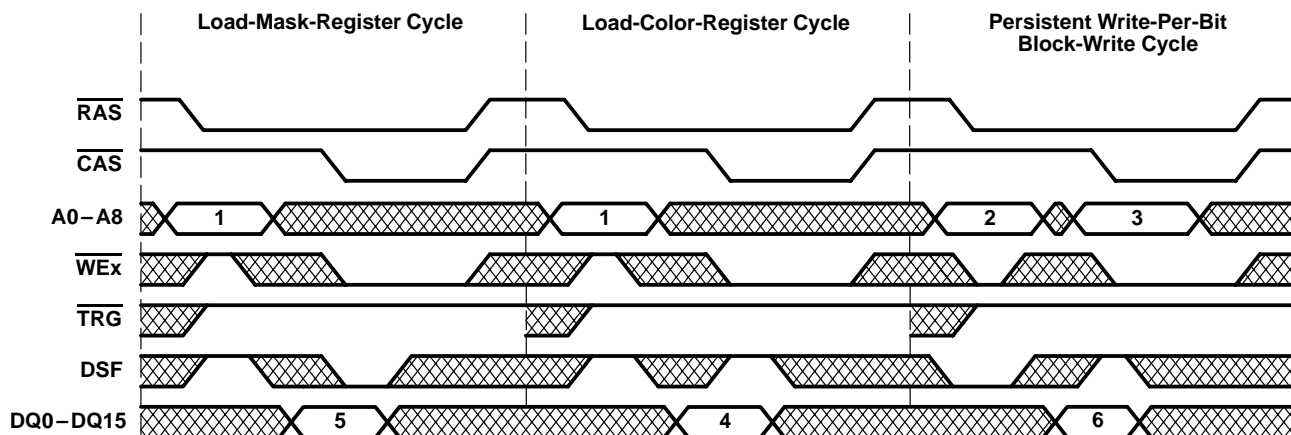 Load-Mask-Register Cycle
Load-Color-Register Cycle
Persistent Write-Per-Bit
Block-Write Cycle
RAS
CAS
A0–A8 1 1 2 3
WEx
TRG
DSF
DQ0–DQ15 5 4 6